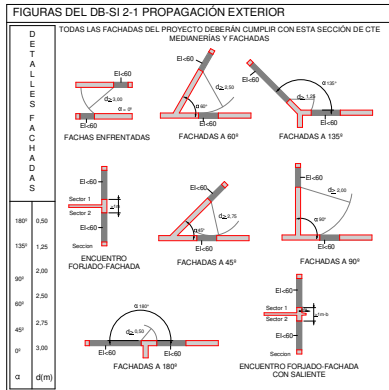 FIGURAS DEL DB-SI 2-1 PROPAGACIÓN EXTERIOR
TODAS LAS FACHADAS DEL PROYECTO DEBERÁN CUMPLIR CON ESTA SECCIÓN DE CTE
MEDIANERÍAS Y FACHADAS
DETALLES FACHADAS
EI<60
d≥3,00
α = 0º
EI<60
FACHAS ENFRENTADAS
EI<60
d≥ 2,50
α 60º
EI<60
FACHADAS A 60º
α 135º
EI<60
d≥ 1,25
EI<60
FACHADAS A 135º
EI<60
Sector 1
Sector 2
EI<60
Seccion
ENCUENTRO
FORJADO-FACHADA
EI<60
d≥ 2,75
α 45º
EI<60
FACHADAS A 45º
d≥ 2,00
EI<60
α 90º
EI<60
FACHADAS A 90º
180º 0,50
135º 1,25
90º 2,00
60º 2,50
45º 2,75
0º 3,00
α d(m)
α 180º
d≥ 0,50
EI<60
EI<60
FACHADAS A 180º
EI<60
Sector 1
Sector 2
1m-b
EI<60
Seccion
ENCUENTRO FORJADO-FACHADA
CON SALIENTE